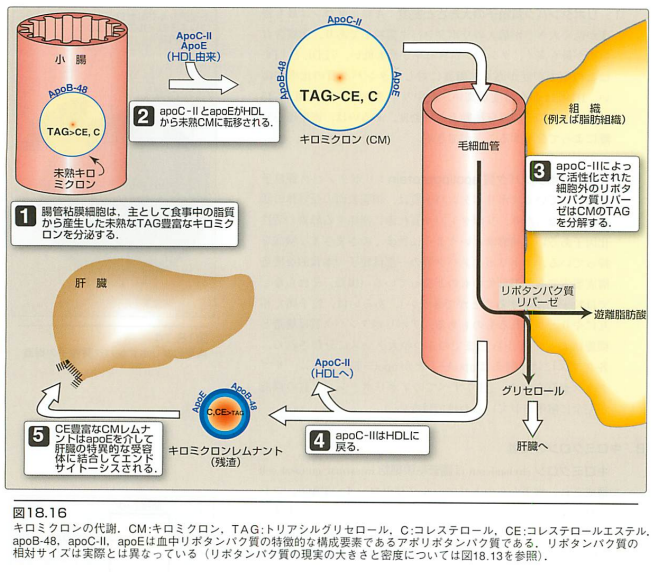 小 腸
ApoB-48
TAG>CE, C
未熟キロ
ミクロン
1 腸管粘膜細胞は，主として食事中の脂質
から産生した未熟なTAG豊富なキロミク
ロンを分泌する．
ApoC-II
ApoE
(HDL由来)
2 apoC-IIとapoEがHDL
から未熟CMに転移される．
ApoC-II
ApoB-48
ApoE
TAG>CE, C
キロミクロン (CM)
毛細血管
組 織
(例えば脂肪組織)
3 apoC-IIによっ
て活性化された
細胞外のリポタ
ンパク質リパー
ゼはCMのTAG
を分解する．
リポタンパク質
リパーゼ
遊離脂肪酸
グリセロール
肝臓へ
ApoC-II
(HDLへ)
4 apoC-IIはHDLに
戻る．
ApoE
ApoB-48
C,CE>TAG
キロミクロンレムナント
(残渣)
肝 臓
5 CE豊富なCMレムナ
ントはapoEを介して
肝臓の特異的な受容
体に結合してエンド
サイトーシスされる．
図18.16
キロミクロンの代謝．CM:キロミクロン，TAG:トリアシルグリセロール，C:コレステロール，CE:コレステロールエステル．
apoB-48，apoC-II，apoEは血中リポタンパク質の特徴的な構成要素であるアポリポタンパク質である．リポタンパク質の
相対サイズは実際とは異なっている（リポタンパク質の現実の大きさと密度については図18.13を参照）．